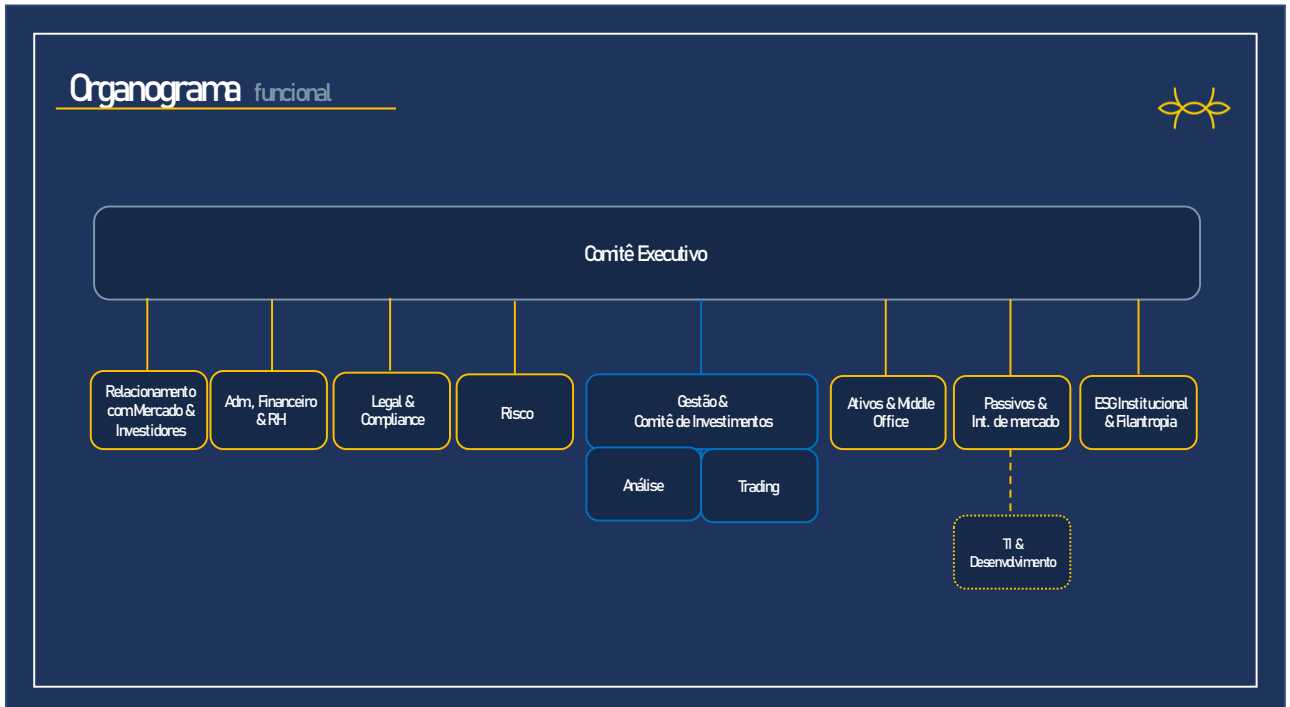 Organograma funcional
Comitê Executivo
Relacionamento
com Mercado &
Investidores
Adm, Financeiro
& RH
Legal &
Compliance
Risco
Gestão &
Comitê de Investimentos
Análise
Trading
Ativos & Middle
Office
Passivos &
Int. de mercado
TI &
Desenvolvimento
ESG Institucional
& Filantropia